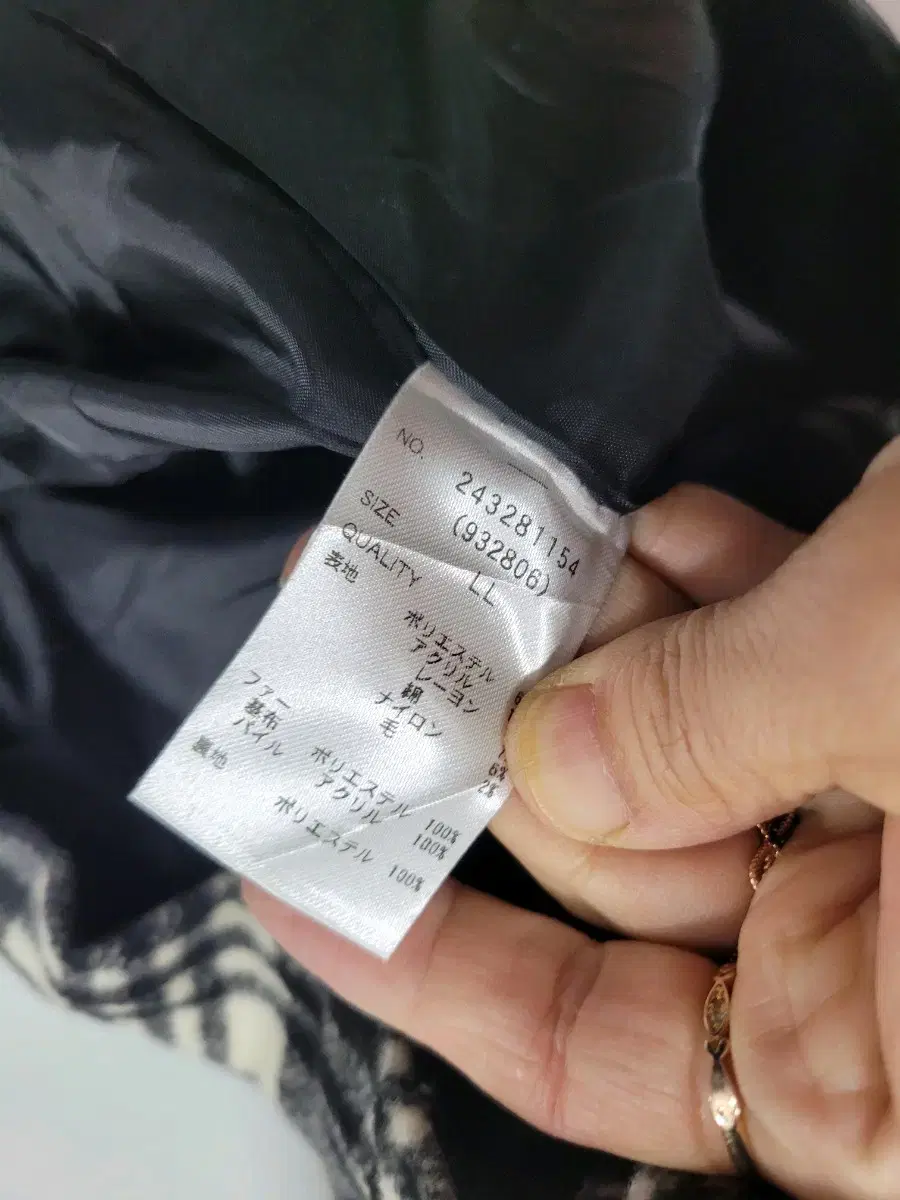 NO. 243281154
(932806)
SIZE LL
QUALITY
表地 ポリエステル
アクリル
レーヨン
綿
ナイロン 6%
毛 2%
ファー
基布 ポリエステル 100%
パイル アクリル 100%
裏地 ポリエステル 100%